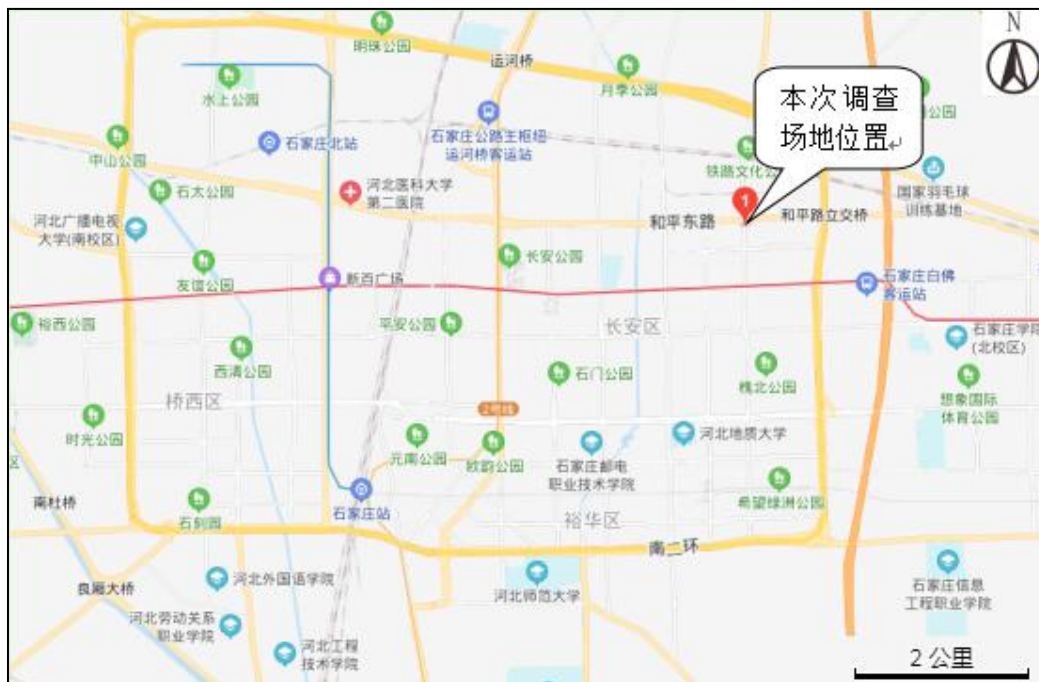 N
明珠公园
运河桥
月季公园
本次调查
场地位置
水上公园
石家庄公路主枢纽
运河桥客运站
石家庄北站
中山公园
铁路文化公
公园
石太公园
河北医科大学
第二医院
国家羽毛球
训练基地
1
河北广播电视
大学(南校区)
和平东路
和平路立交桥
友谊公园
新百广场
长安公园
石家庄白佛
客运站
裕西公园
平安公园
长安区
石家庄学院
(北校区)
西清公园
石门公园
槐北公园
想象国际
体育公园
桥西区
2号线
时光公园
元南公园
欧韵公园
石家庄邮电
职业技术学院
河北地质大学
区
南杜桥
石刻园
石家庄站
裕华区
希望绿洲公园
南二环
良厢大桥
河北外国语学院
河北师范大学
石家庄信息
工程职业学院
河北劳动关系
职业学院
河北工程
技术学院
2 公里